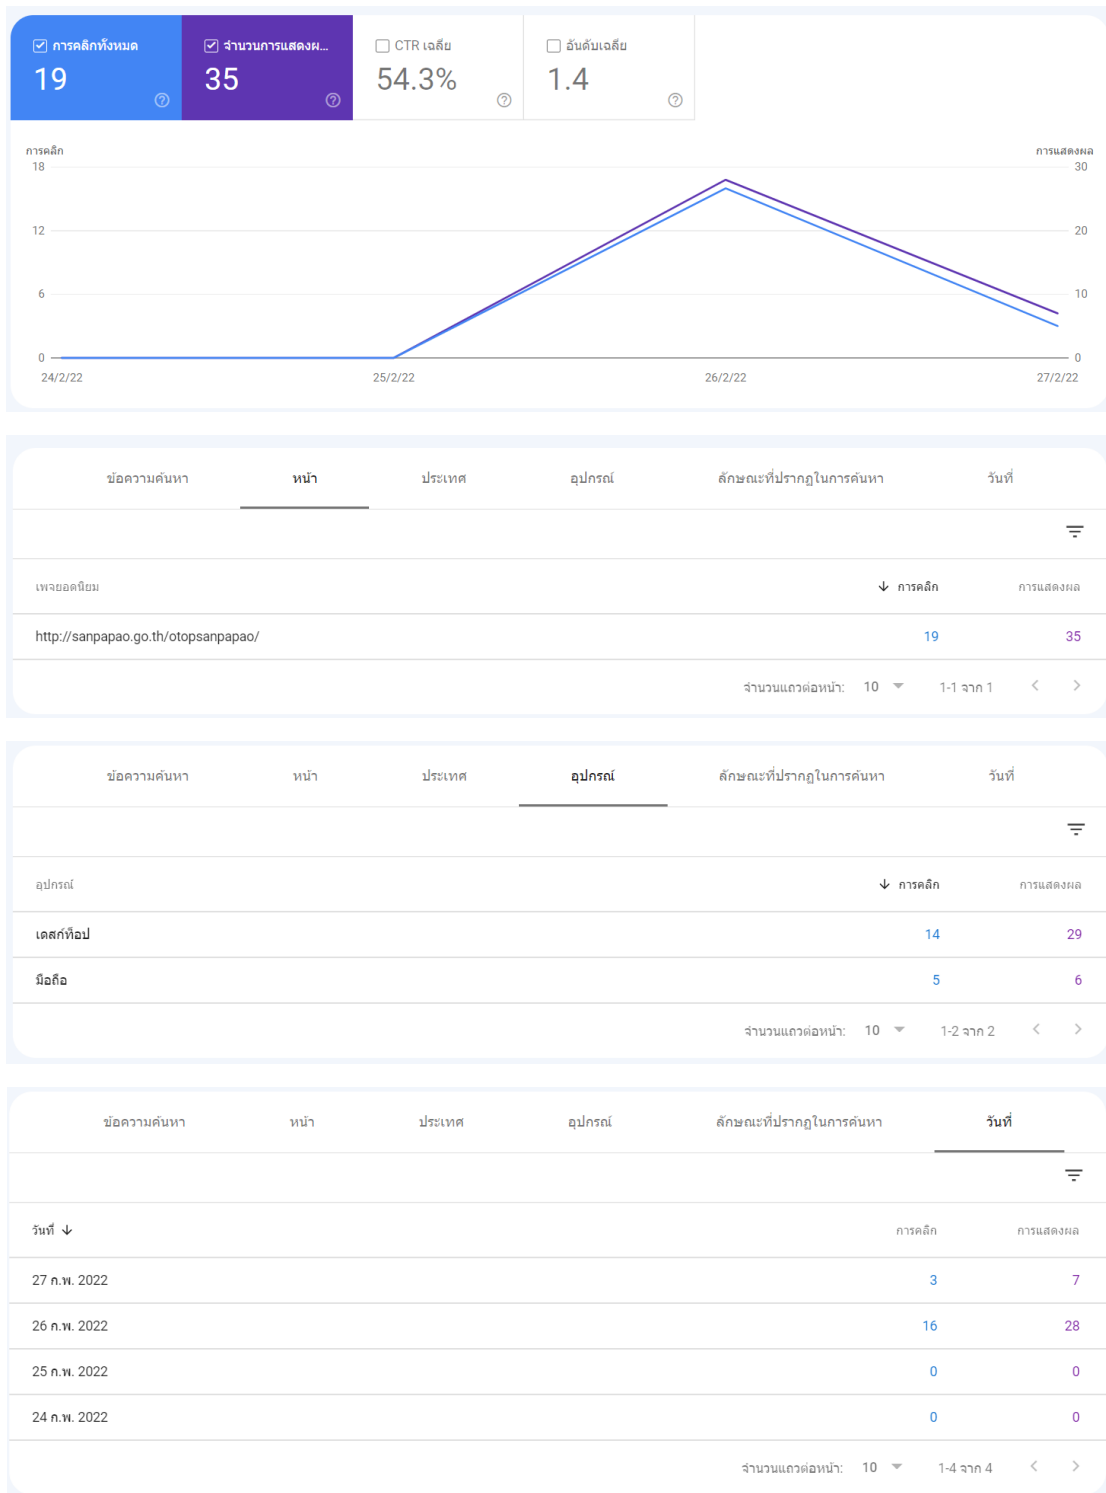 การคลิกทั้งหมด จำนวนการแสดงผ... CTR เฉลี่ย อันดับเฉลี่ย
19 35 54.3% 1.4
การคลิก การแสดงผล
18 30
12 20
6 10
0 0
24/2/22 25/2/22 26/2/22 27/2/22
ข้อความค้นหา หน้า ประเทศ อุปกรณ์ ลักษณะที่ปรากฏในการค้นหา วันที่
เพจยอดนิยม การคลิก การแสดงผล
http://sanpapao.go.th/otopsanpapao/ 19 35
จำนวนแถวต่อหน้า: 10 1-1 จาก 1
ข้อความค้นหา หน้า ประเทศ อุปกรณ์ ลักษณะที่ปรากฏในการค้นหา วันที่
อุปกรณ์ การคลิก การแสดงผล
เดสก์ท็อป 14 29
มือถือ 5 6
จำนวนแถวต่อหน้า: 10 1-2 จาก 2
ข้อความค้นหา หน้า ประเทศ อุปกรณ์ ลักษณะที่ปรากฏในการค้นหา วันที่
วันที่ การคลิก การแสดงผล
27 ก.พ. 2022 3 7
26 ก.พ. 2022 16 28
25 ก.พ. 2022 0 0
24 ก.พ. 2022 0 0
จำนวนแถวต่อหน้า: 10 1-4 จาก 4